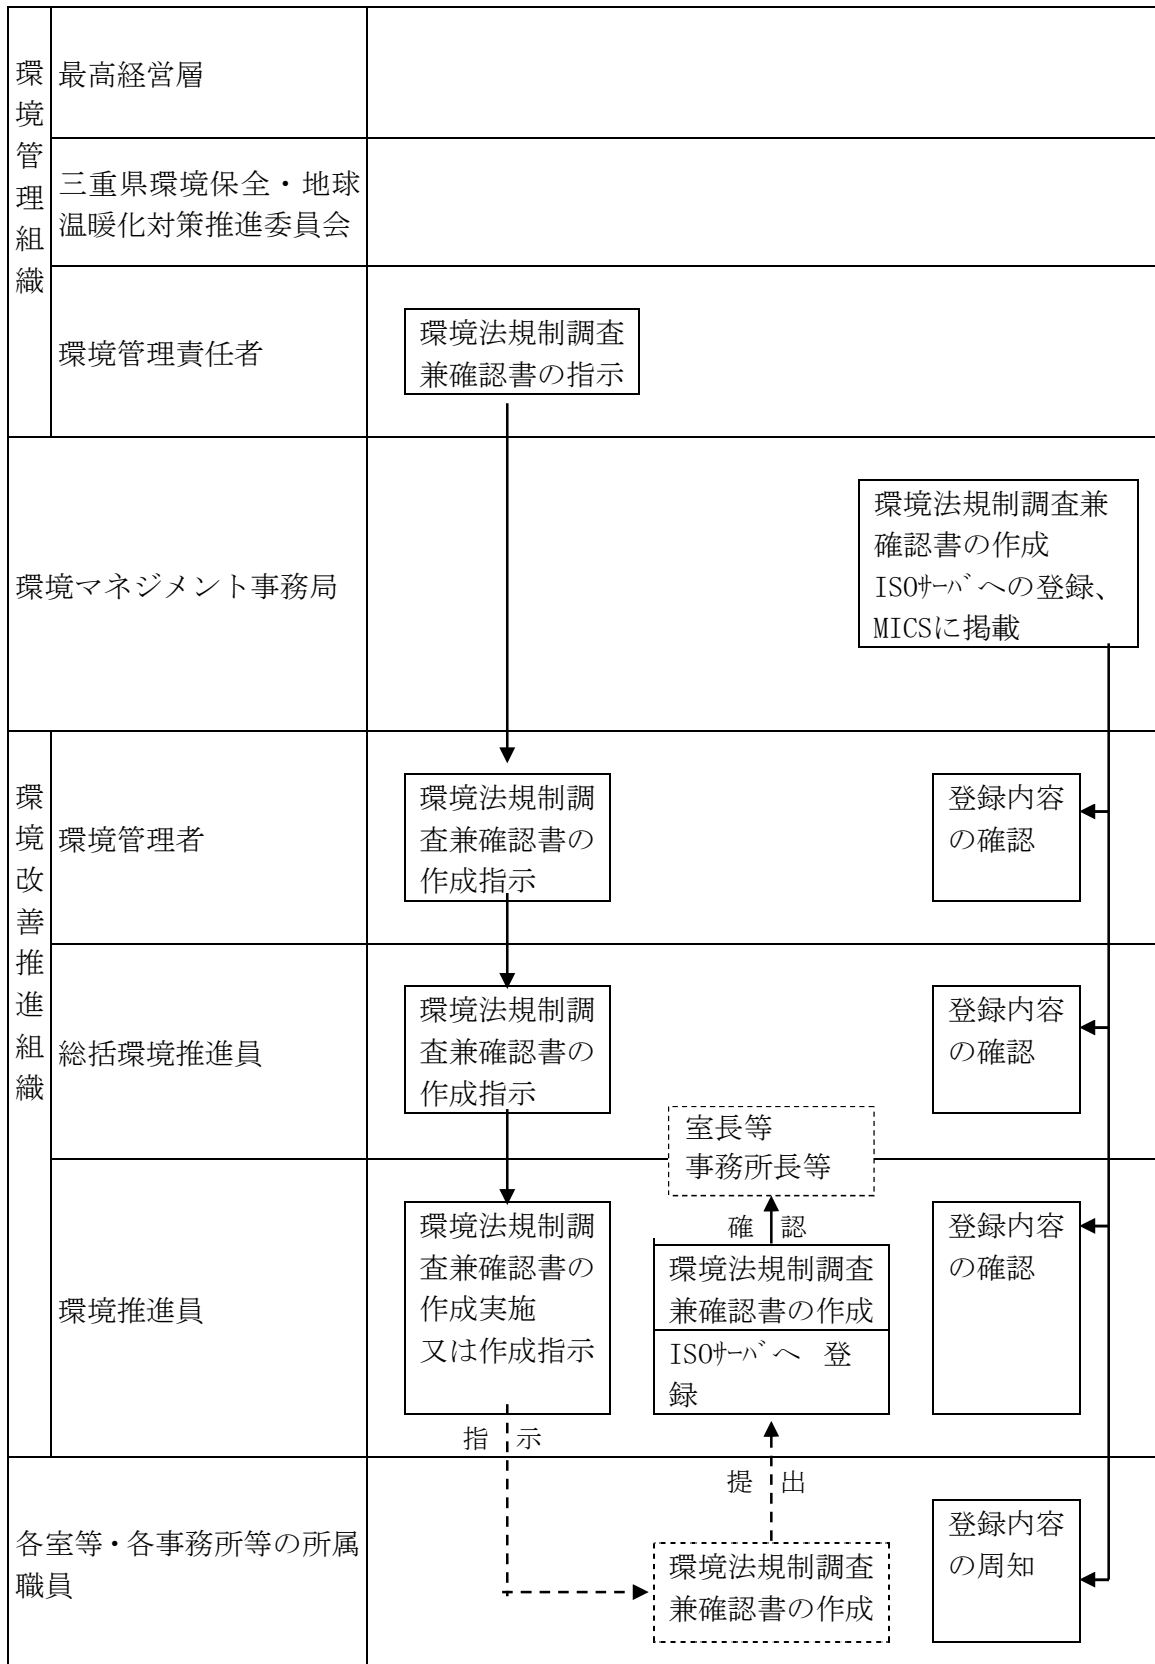 環境管理組織
最高経営層
三重県環境保全・地球
温暖化対策推進委員会
環境管理責任者
環境法規制調査
兼確認書の指示
環境マネジメント事務局
環境法規制調査兼
確認書の作成
ISOｻｰﾊﾞへの登録、
MICSに掲載
環境改善推進組織
環境管理者
環境法規制調
査兼確認書の
作成指示
登録内容
の確認
総括環境推進員
環境法規制調
査兼確認書の
作成指示
登録内容
の確認
室長等
事務所長等
環境推進員
環境法規制調
査兼確認書の
作成実施
又は作成指示
確 認
環境法規制調査
兼確認書の作成
ISOｻｰﾊﾞへ 登
録
登録内容
の確認
指 示
提 出
各室等・各事務所等の所属
職員
環境法規制調査
兼確認書の作成
登録内容
の周知